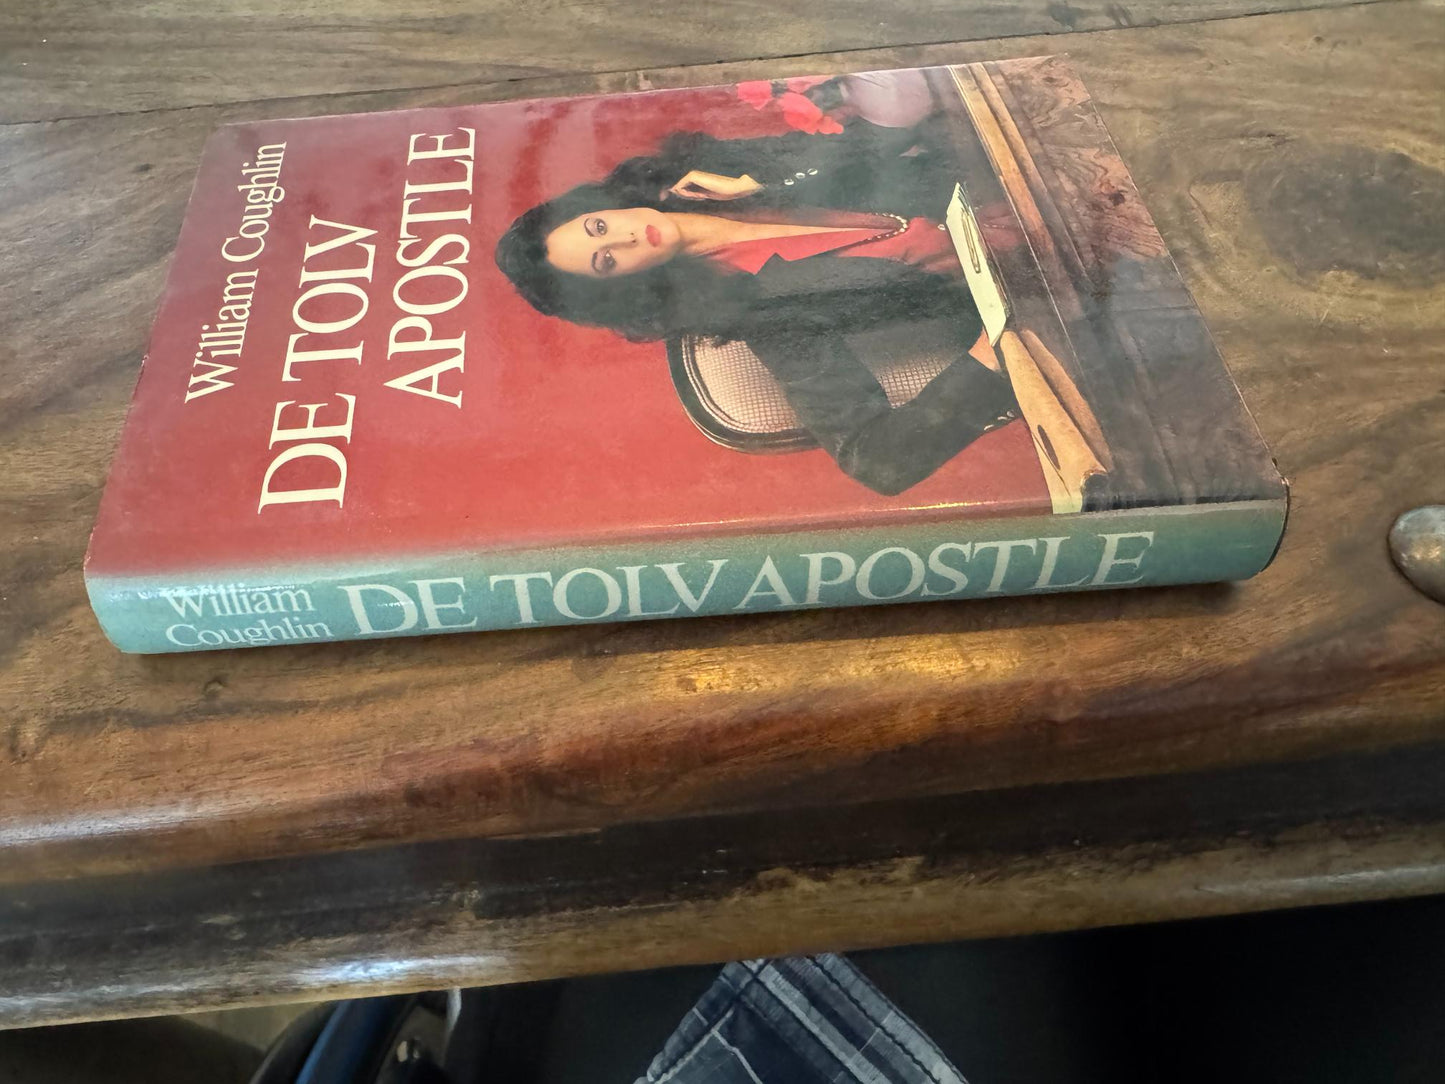 William Coughlin
DE TOLV
APOSTLE
William
Coughlin
DE TOLV APOSTLE